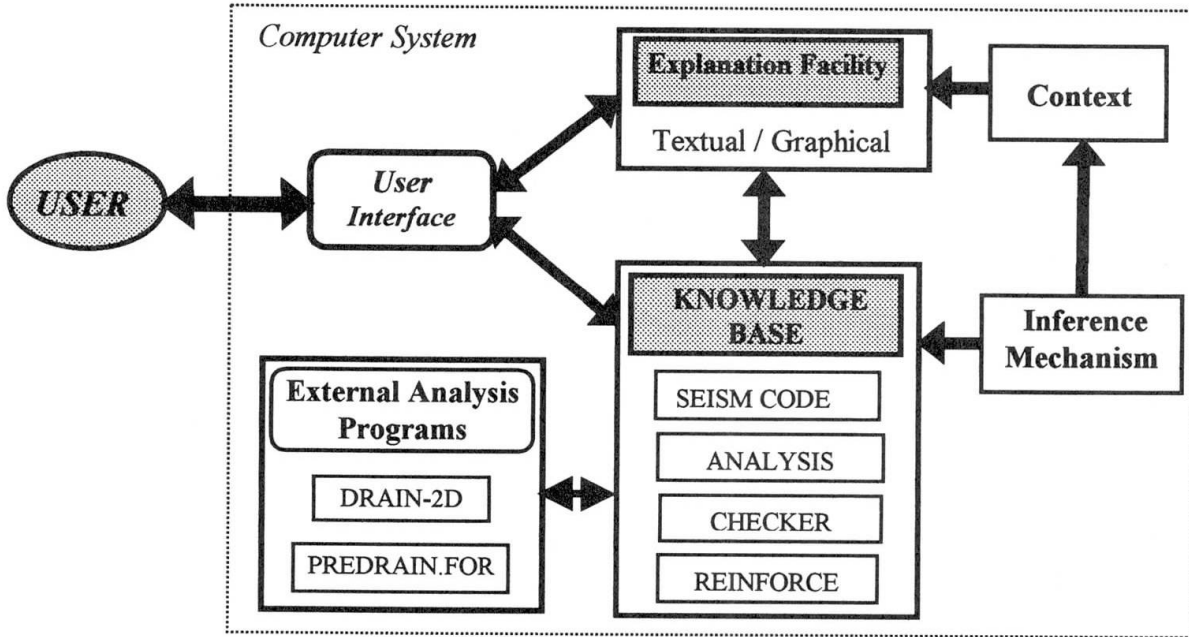 Computer System
Explanation Facility
Textual / Graphical
Context
USER
User
Interface
KNOWLEDGE
BASE
SEISM CODE
ANALYSIS
CHECKER
REINFORCE
Inference
Mechanism
External Analysis
Programs
DRAIN-2D
PREDRAIN.FOR